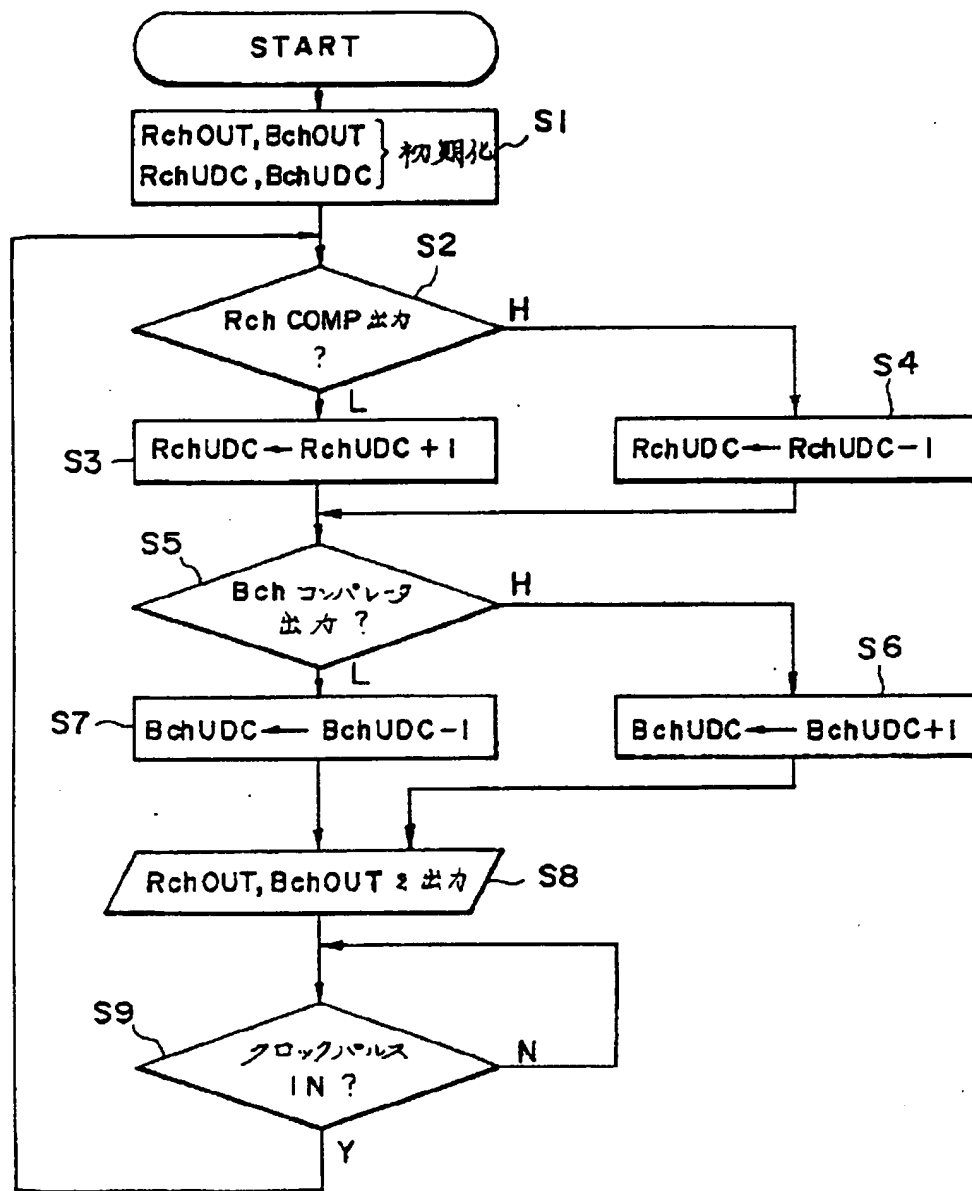 START
S1
RchOUT, BchOUT
RchUDC, BchUDC } 初期化
S2
Rch COMP 出力
?
H
L
S4
S3
RchUDC ← RchUDC + 1
RchUDC ← RchUDC - 1
S5
Bch コンパレータ
出力 ?
H
L
S6
S7
BchUDC ← BchUDC - 1
BchUDC ← BchUDC + 1
RchOUT, BchOUT を 出力
S8
S9
クロックパルス
IN ?
N
Y